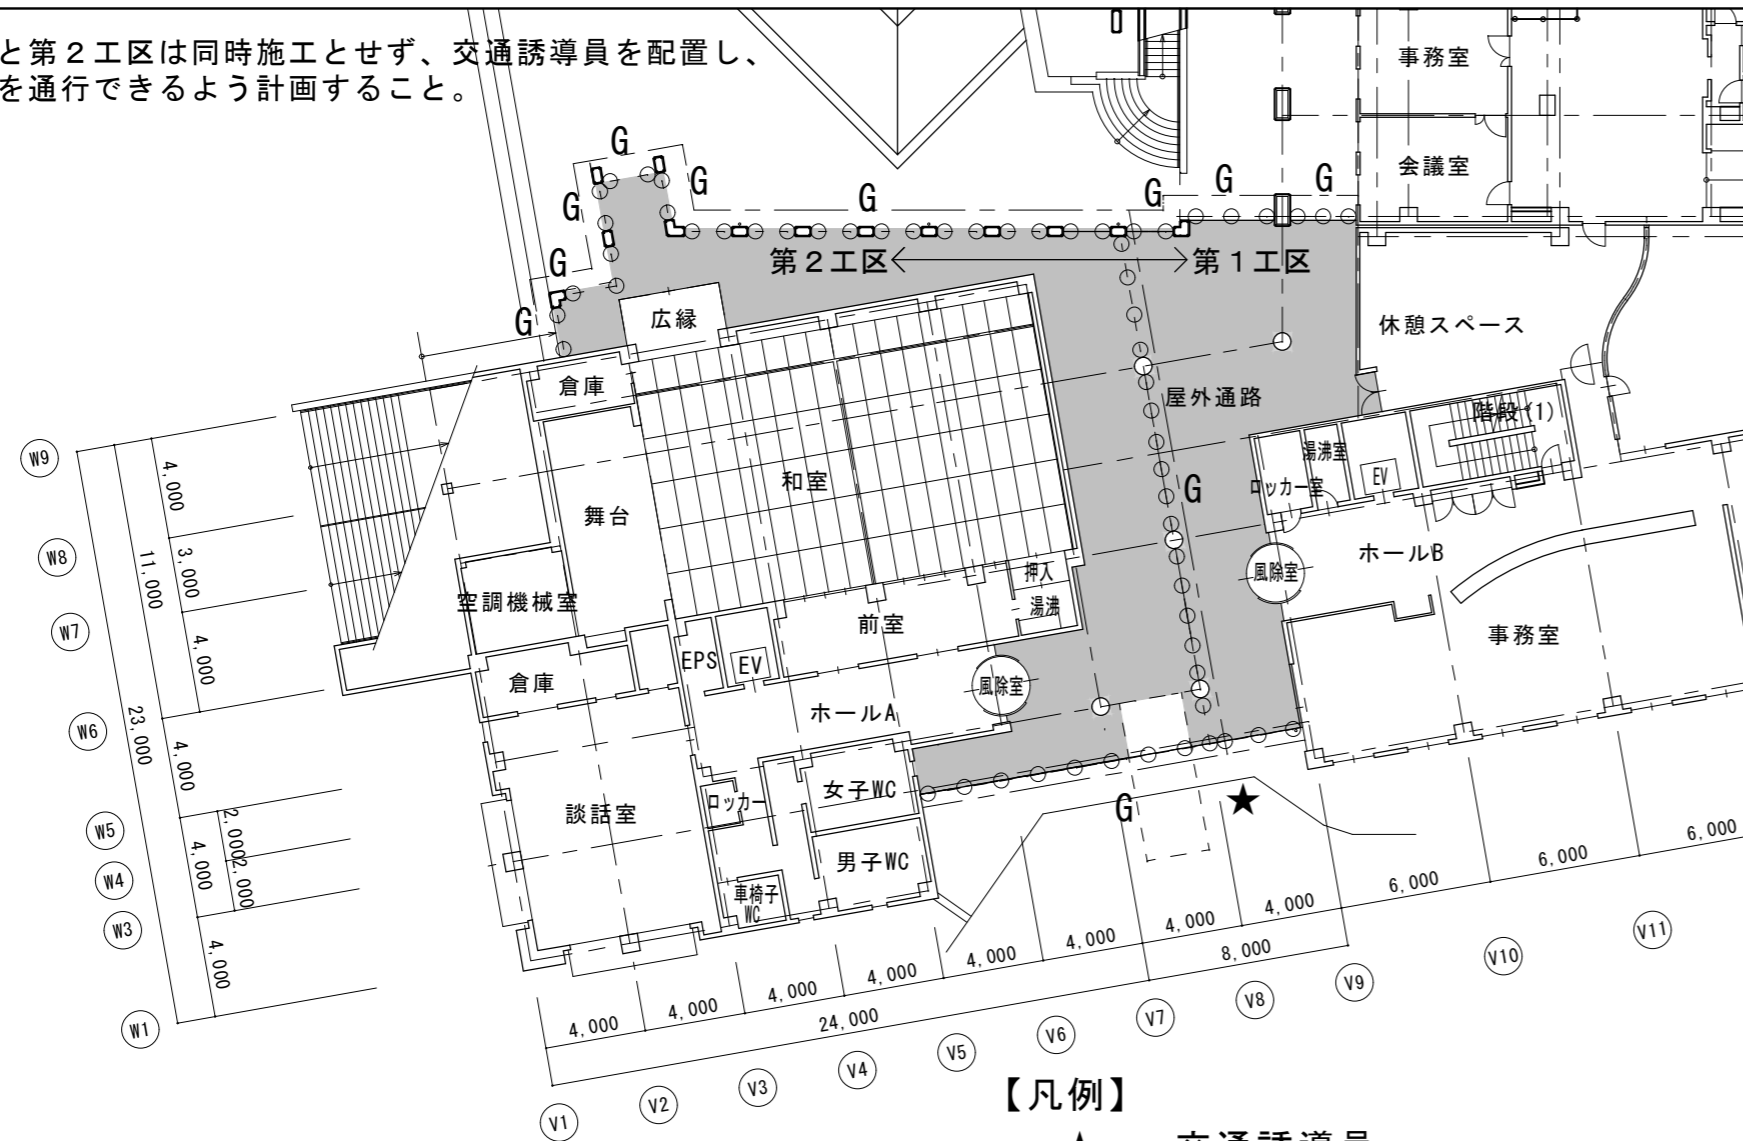 と第２工区は同時施工とせず、交通誘導員を配置し、
を通行できるよう計画すること。
事務室
会議室
G
G
G
G
G
G
G
G
G
第２工区
第１工区
広縁
休憩スペース
倉庫
屋外通路
階段(1)
湯沸室
EV
ロッカー室
和室
G
舞台
ホールB
風除室
押入
湯沸
空調機械室
前室
事務室
EPS
EV
倉庫
風除室
ホールA
女子WC
ロッカー
談話室
G
男子WC
車椅子
WC
W9
W8
W7
W6
W5
W4
W3
W1
4,000
3,000
11,000
4,000
23,000
4,000
2,000
4,000
2,000
4,000
4,000
4,000
4,000
4,000
4,000
4,000
4,000
4,000
6,000
6,000
6,000
24,000
8,000
V1
V2
V3
V4
V5
V6
V7
V8
V9
V10
V11
【凡例】
★
交通誘導員